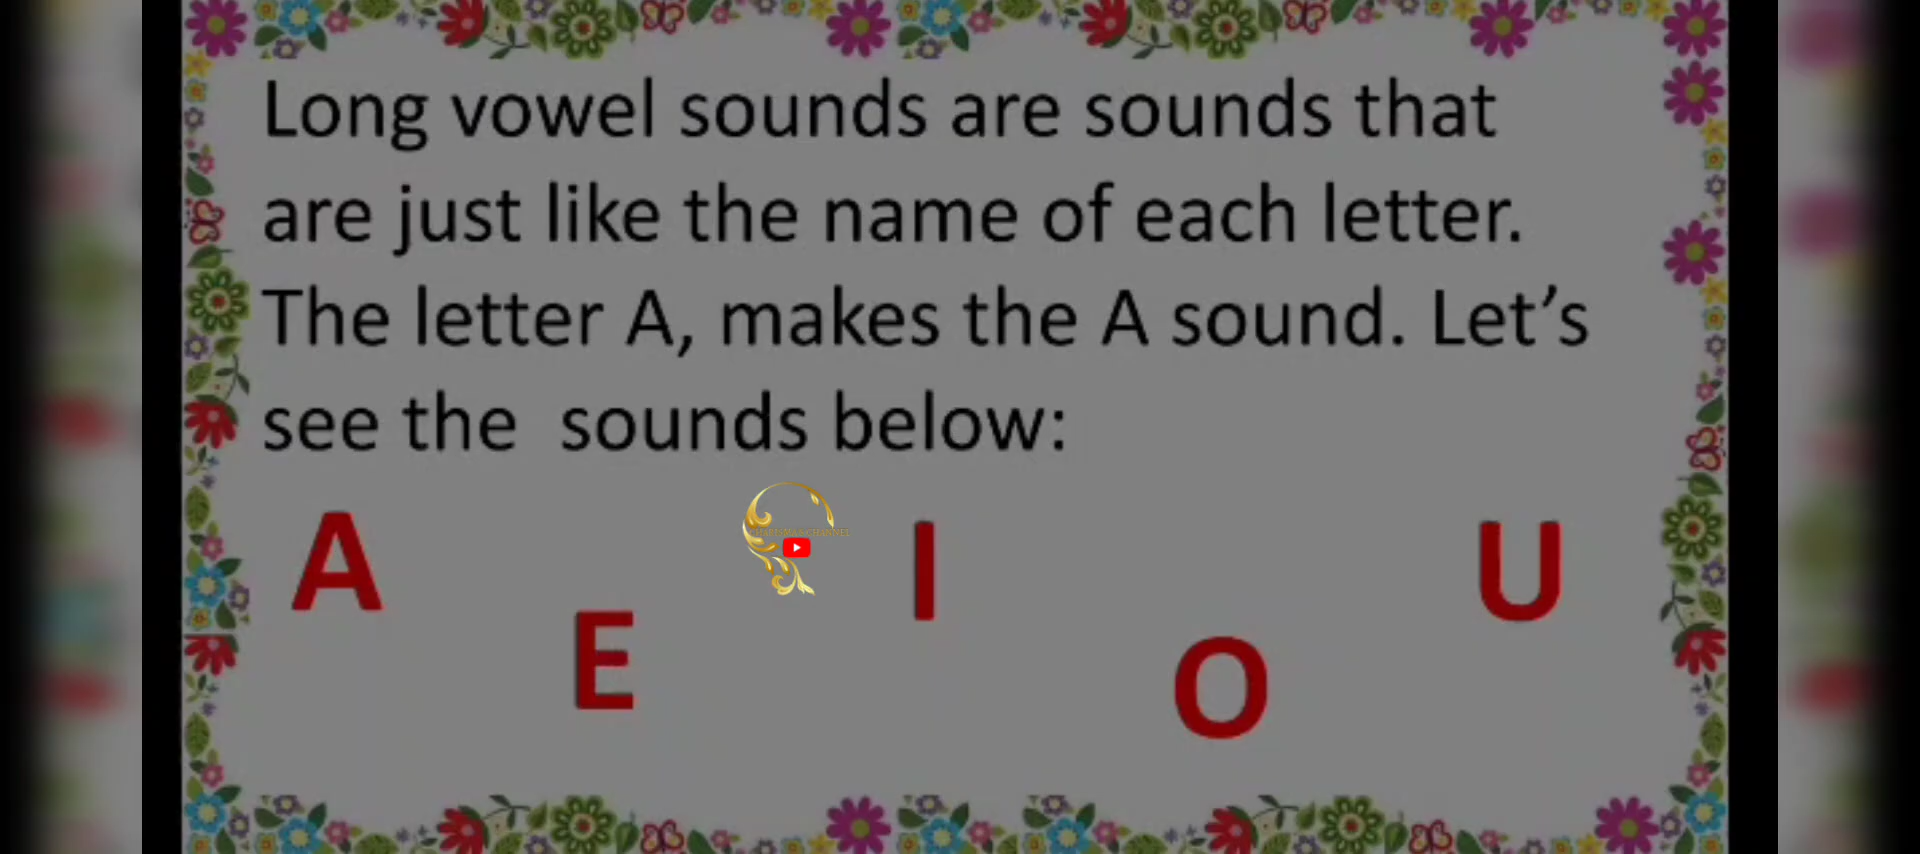 Long vowel sounds are sounds that
are just like the name of each letter.
The letter A, makes the A sound. Let’s
see the  sounds below:
A
E
I
O
U